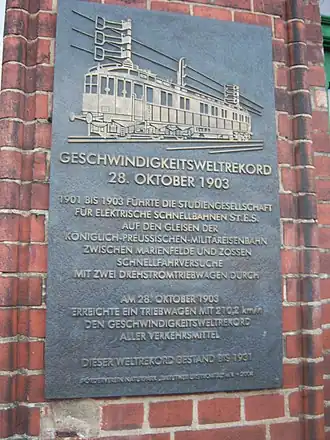 GESCHWINDIGKEITSWELTREKORD
28. OKTOBER 1903
1901 BIS 1903 FÜHRTE DIE STUDIENGESELLSCHAFT
FÜR ELEKTRISCHE SCHNELLBAHNEN ST.E.S.
AUF DEN GLEISEN DER
KÖNIGLICH-PREUSSISCHEN-MILITÄREISENBAHN
ZWISCHEN MARIENFELDE UND ZOSSEN
SCHNELLFAHRVERSUCHE
MIT ZWEI DREHSTROMTRIEBWAGEN DURCH
AM 28. OKTOBER 1903
ERREICHTE EIN TRIEBWAGEN MIT 210,2 km/h
DEN GESCHWINDIGKEITSWELTREKORD
ALLER VERKEHRSMITTEL
DIESER WELTREKORD BESTAND BIS 1931